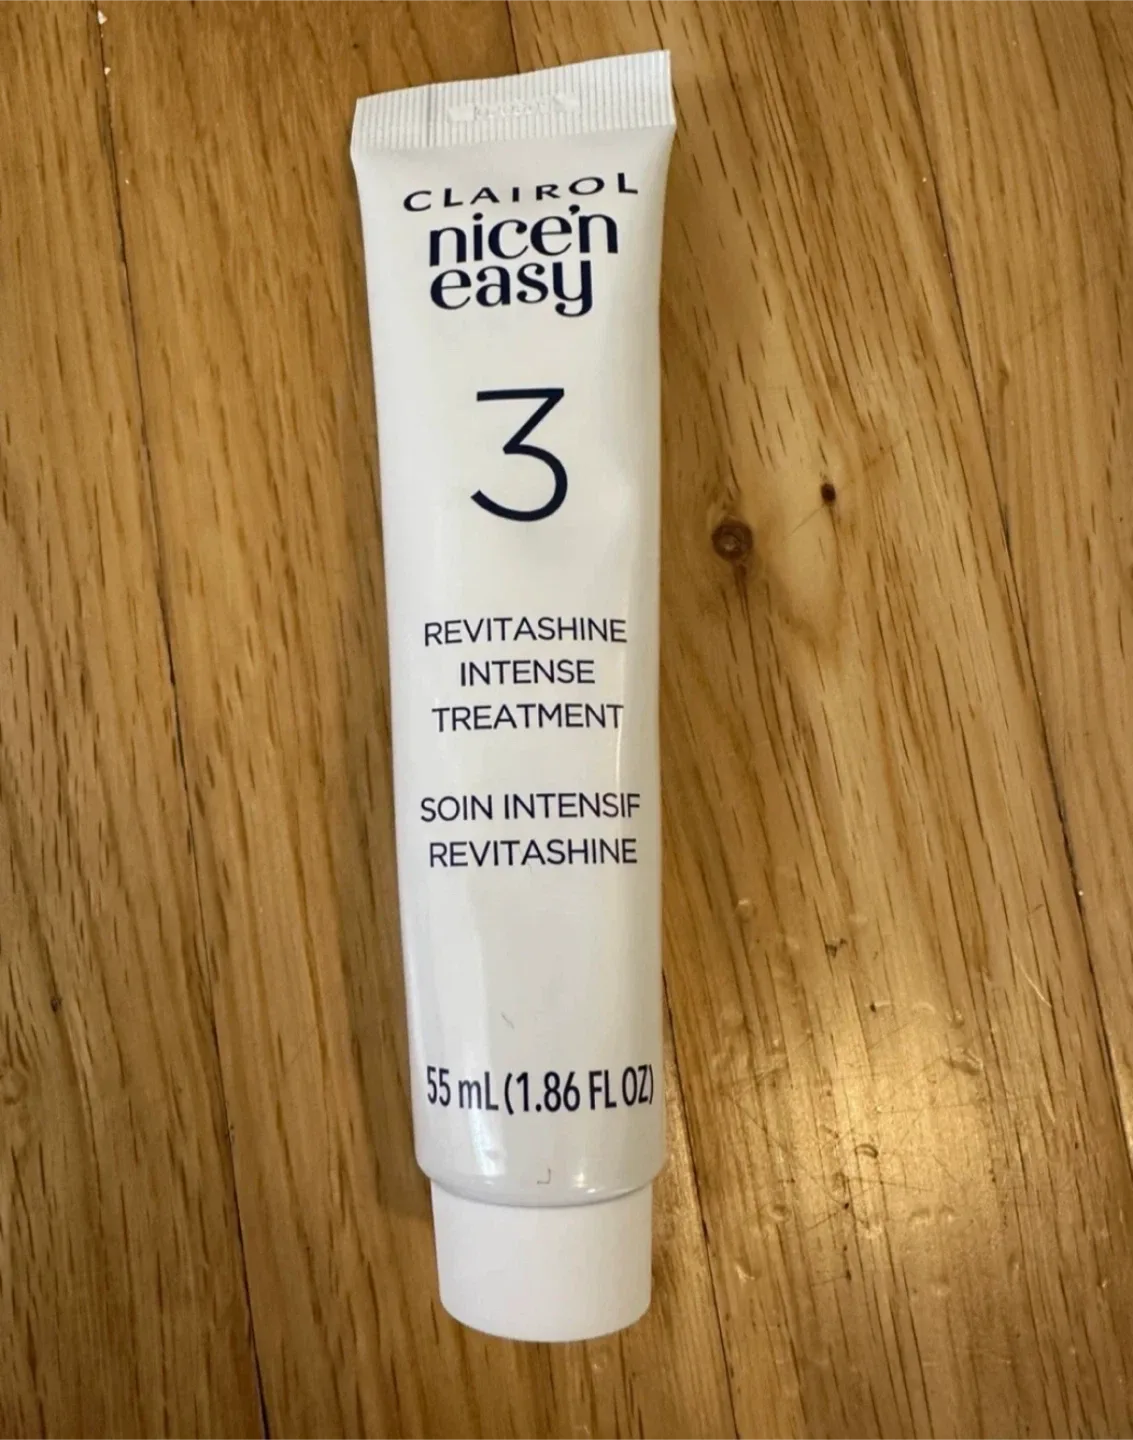 CLAIROL
nice'n
easy
3
REVITASHINE
INTENSE
TREATMENT
SOIN INTENSIF
REVITASHINE
55 mL (1.86 FL OZ)